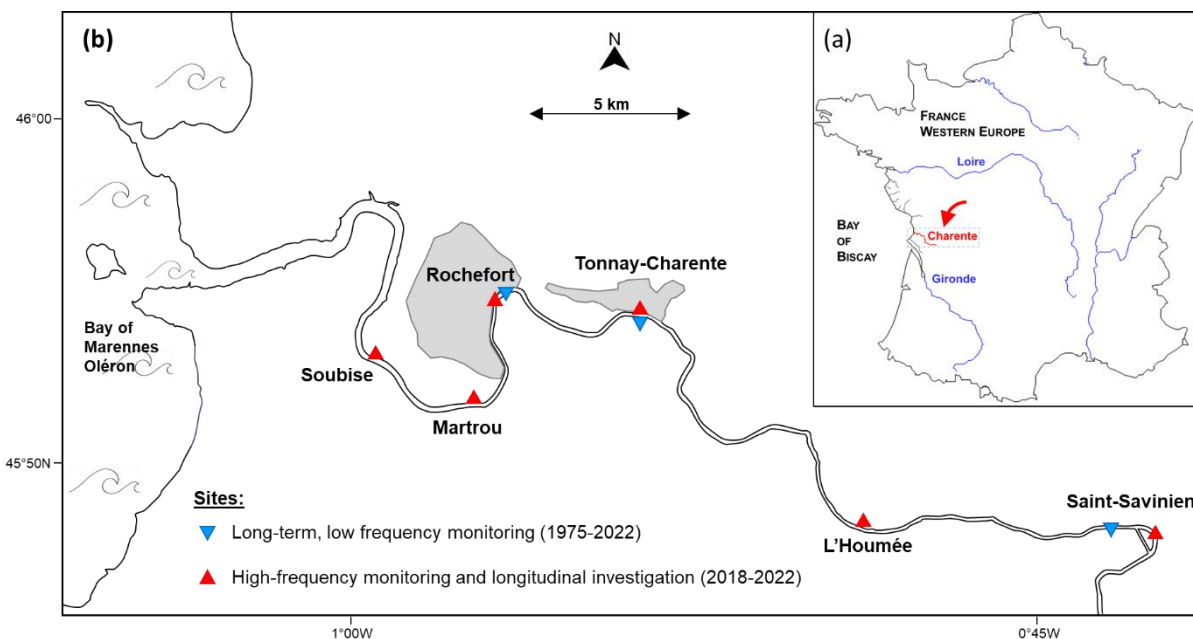 (b)
N
5 km
46°00
Rochefort
Tonnay-Charente
Bay of
Marennes
Oléron
Soubise
Martrou
45°50N
L'Houmée
Saint-Savinien
Sites:
Long-term, low frequency monitoring (1975-2022)
High-frequency monitoring and longitudinal investigation (2018-2022)
1°00W
0°45W
(a)
FRANCE
WESTERN EUROPE
Loire
BAY
OF
BISCAY
Charente
Gironde